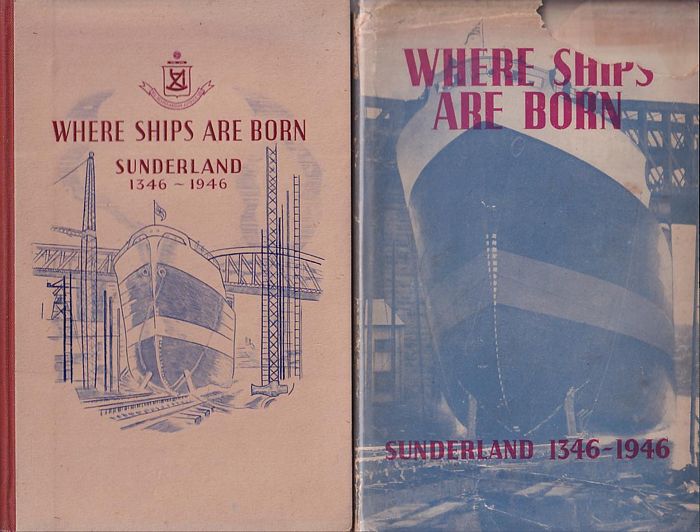 WHERE SHIPS ARE BORN
SUNDERLAND
1346 ~ 1946
WHERE SHIPS
ARE BORN
SUNDERLAND 1346-1946